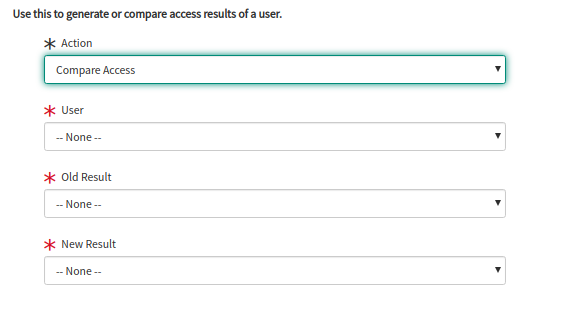 Use this to generate or compare access results of a user.
* Action
Compare Access
* User
-- None --
* Old Result
-- None --
* New Result
-- None --